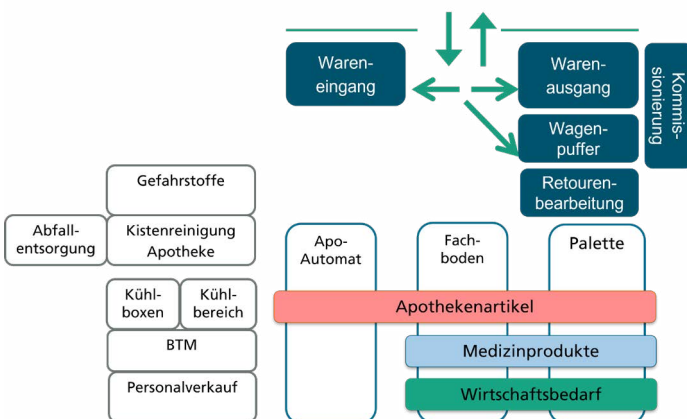 Waren-
eingang
Waren-
ausgang
Kommis-
sionierung
Wagen-
puffer
Retouren-
bearbeitung
Gefahrstoffe
Abfall-
entsorgung
Kistenreinigung
Apotheke
Apo-
Automat
Fach-
boden
Palette
Kühl-
boxen
Kühl-
bereich
Apothekenartikel
BTM
Medizinprodukte
Personalverkauf
Wirtschaftsbedarf